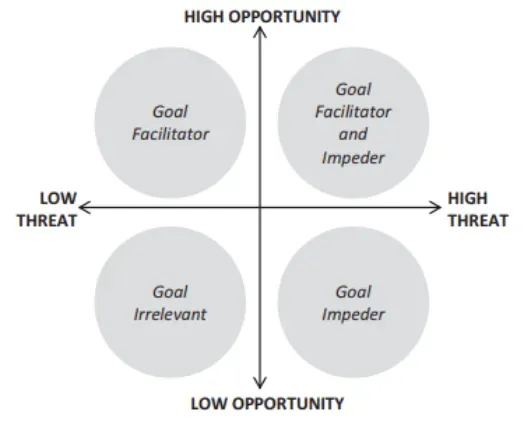 HIGH OPPORTUNITY
Goal
Facilitator
Goal
Facilitator
and
Impeder
LOW
THREAT
HIGH
THREAT
Goal
Irrelevant
Goal
Impeder
LOW OPPORTUNITY